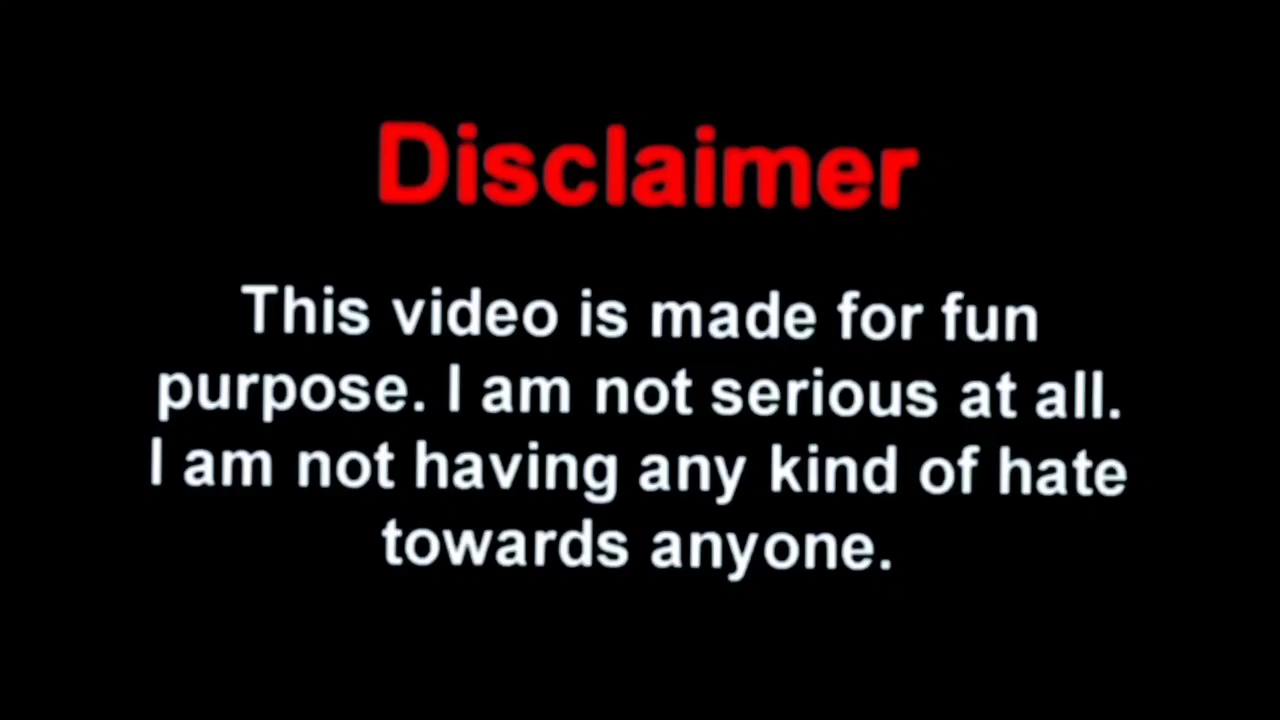 Disclaimer
This video is made for fun
purpose. I am not serious at all.
I am not having any kind of hate
towards anyone.